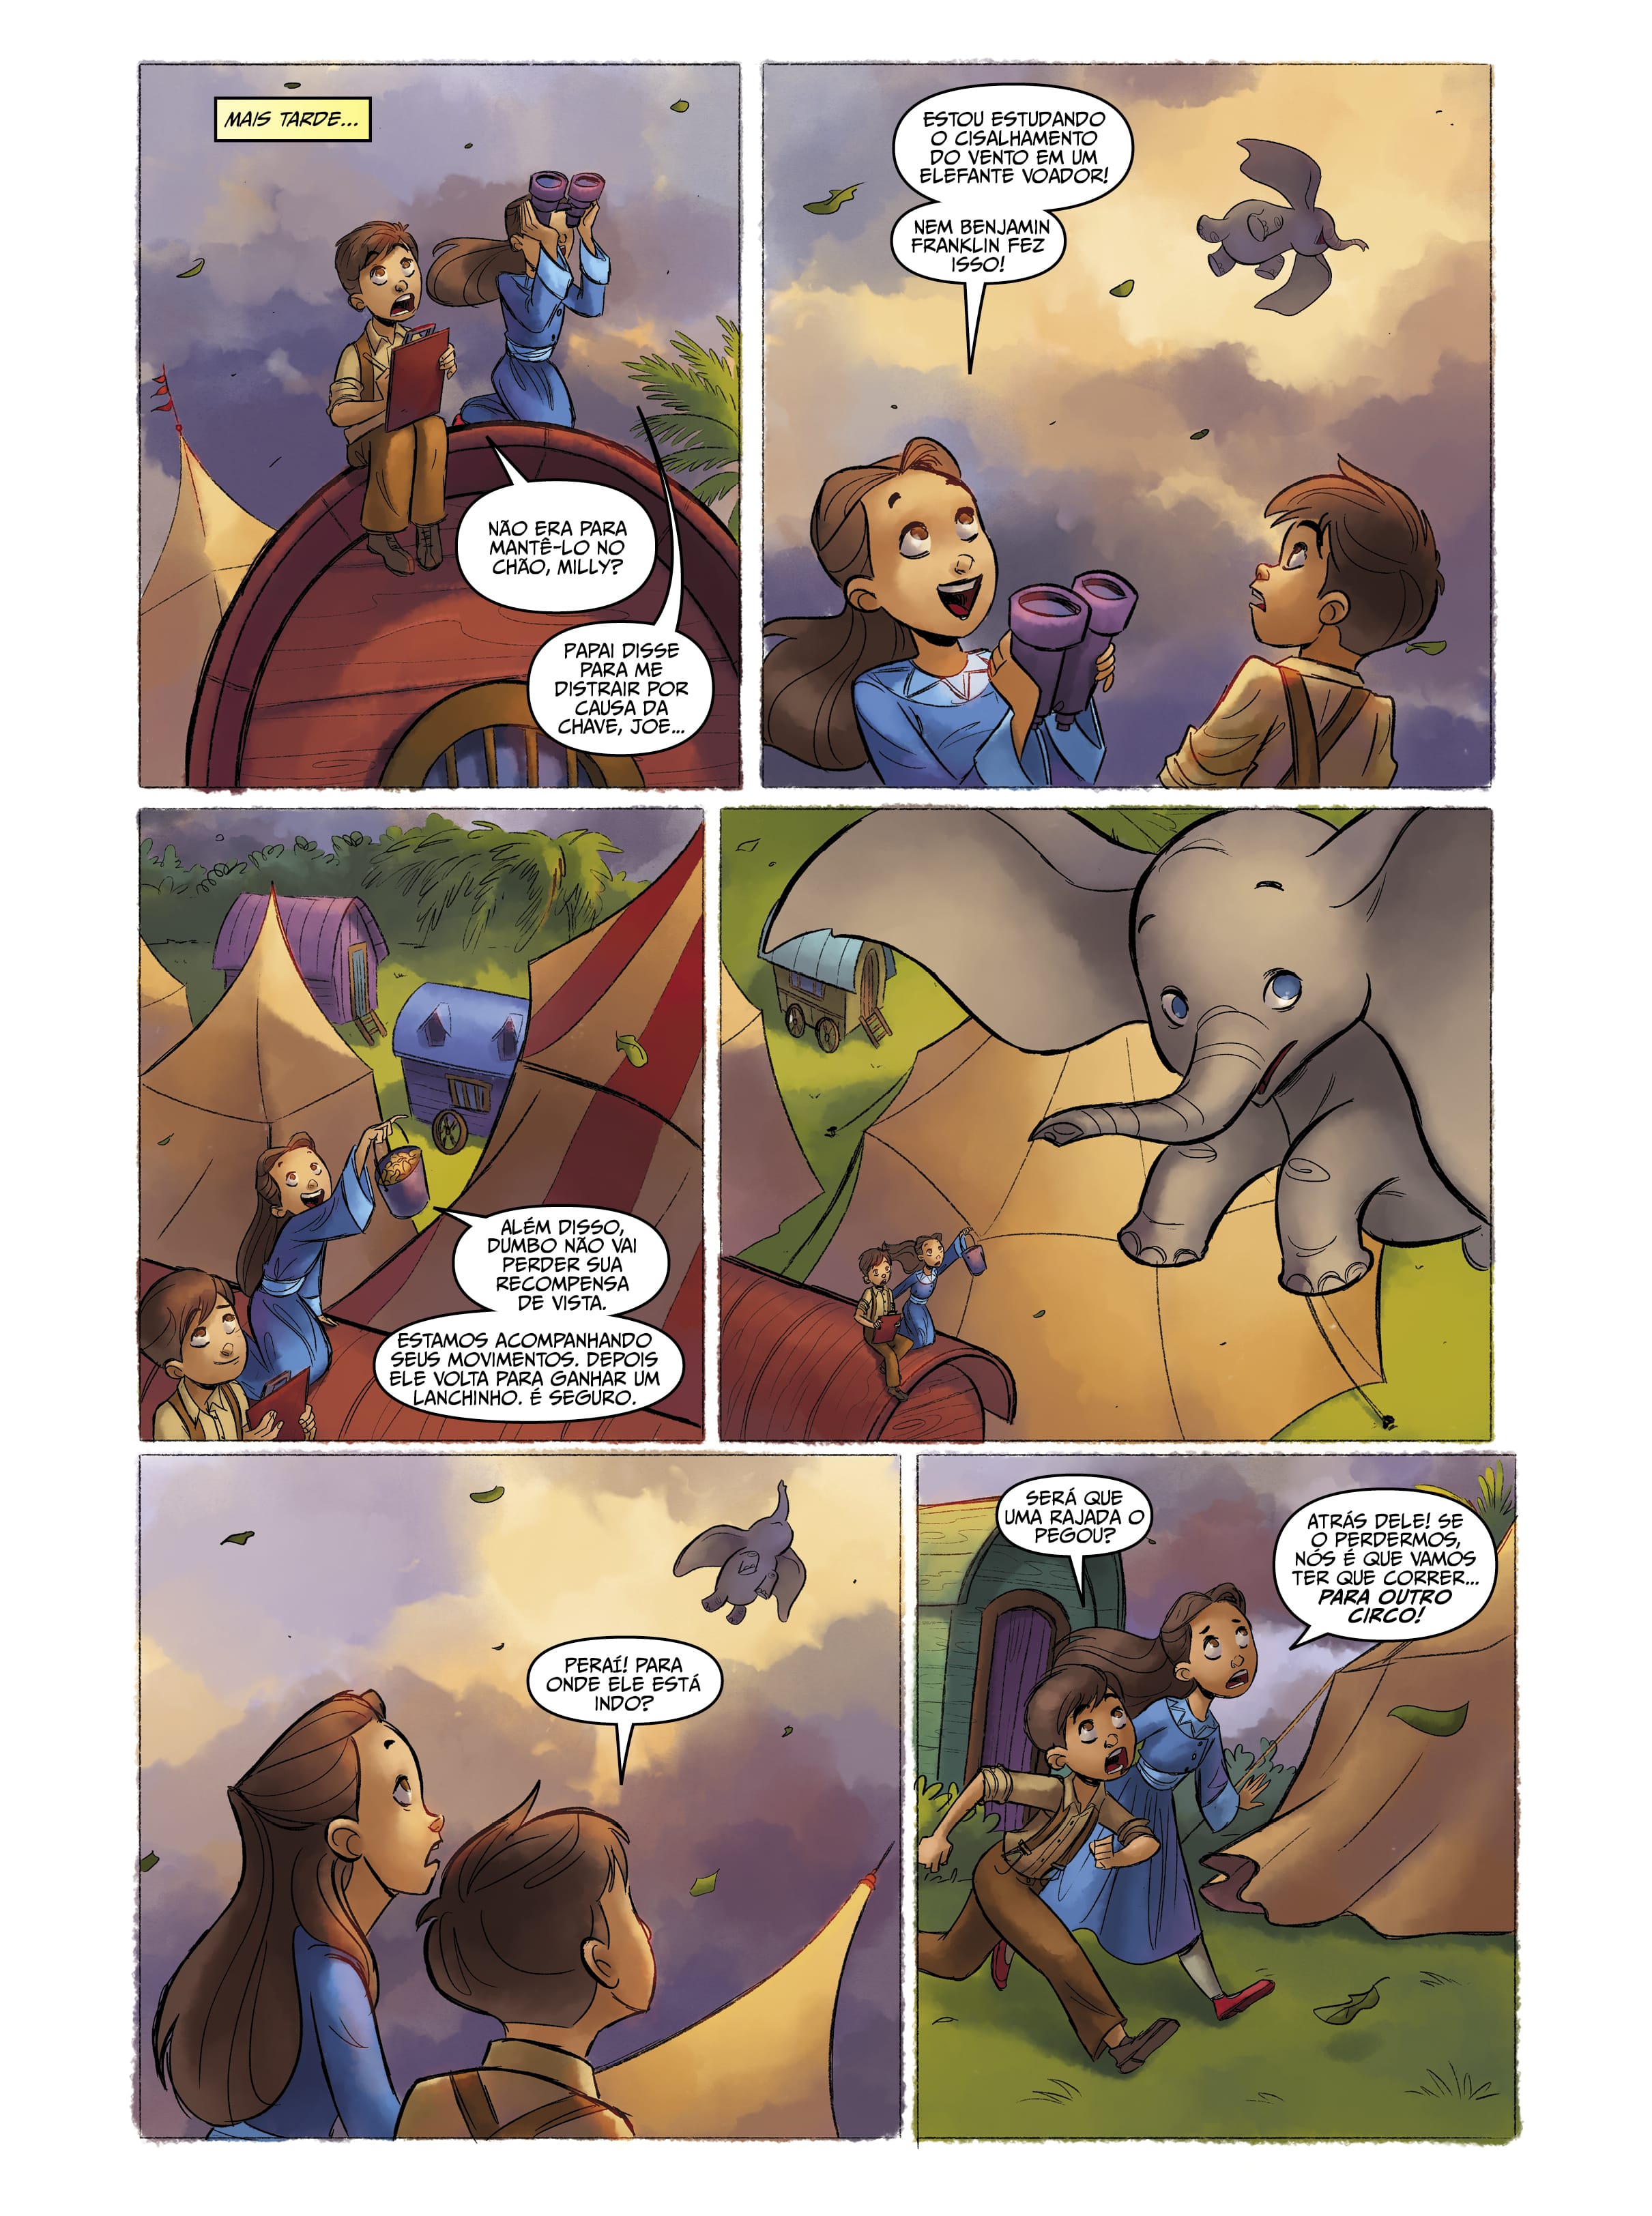 MAIS TARDE...
NÃO ERA PARA
MANTÊ-LO NO
CHÃO, MILLY?
PAPAI DISSE
PARA ME
DISTRAIR POR
CAUSA DA
CHAVE, JOE...
ESTOU ESTUDANDO
O CISALHAMENTO
DO VENTO EM UM
ELEFANTE VOADOR!
NEM BENJAMIN
FRANKLIN FEZ
ISSO!
ALÉM DISSO,
DUMBO NÃO VAI
PERDER SUA
RECOMPENSA
DE VISTA.
ESTAMOS ACOMPANHANDO
SEUS MOVIMENTOS. DEPOIS
ELE VOLTA PARA GANHAR UM
LANCHINHO. É SEGURO.
PERAÍ! PARA
ONDE ELE ESTÁ
INDO?
SERÁ QUE
UMA RAJADA O
PEGOU?
ATRÁS DELE! SE
O PERDERMOS,
NÓS É QUE VAMOS
TER QUE CORRER...
PARA OUTRO
CIRCO!